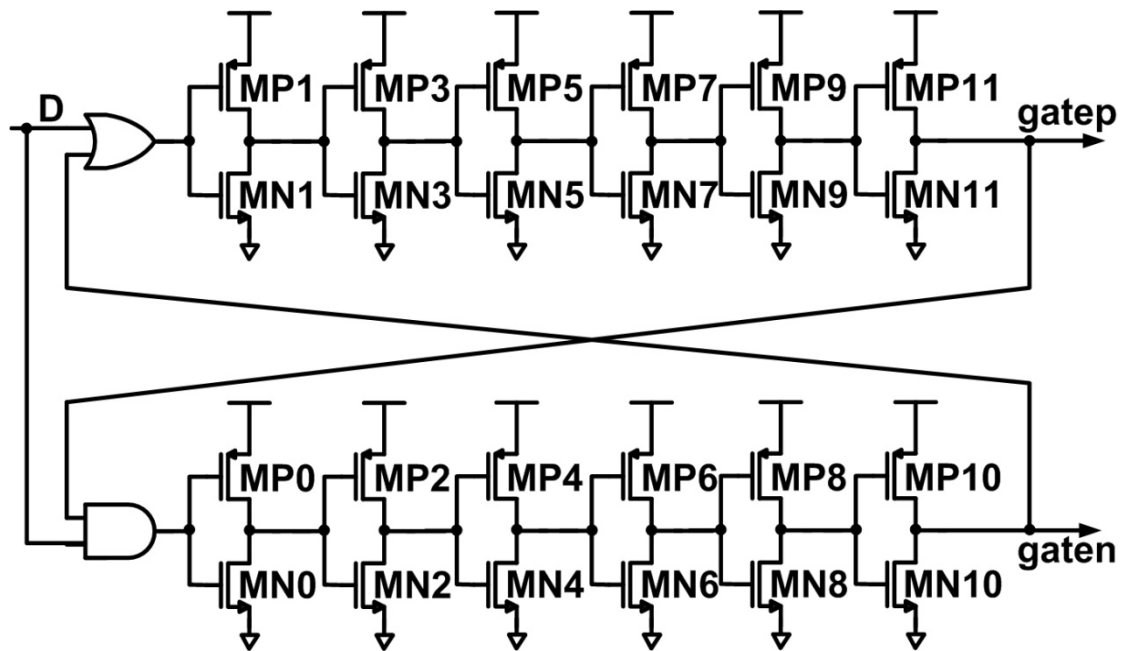 MP1 MP3 MP5 MP7 MP9 MP11
D
gatep
MN1 MN3 MN5 MN7 MN9 MN11
MP0 MP2 MP4 MP6 MP8 MP10
gaten
MN0 MN2 MN4 MN6 MN8 MN10